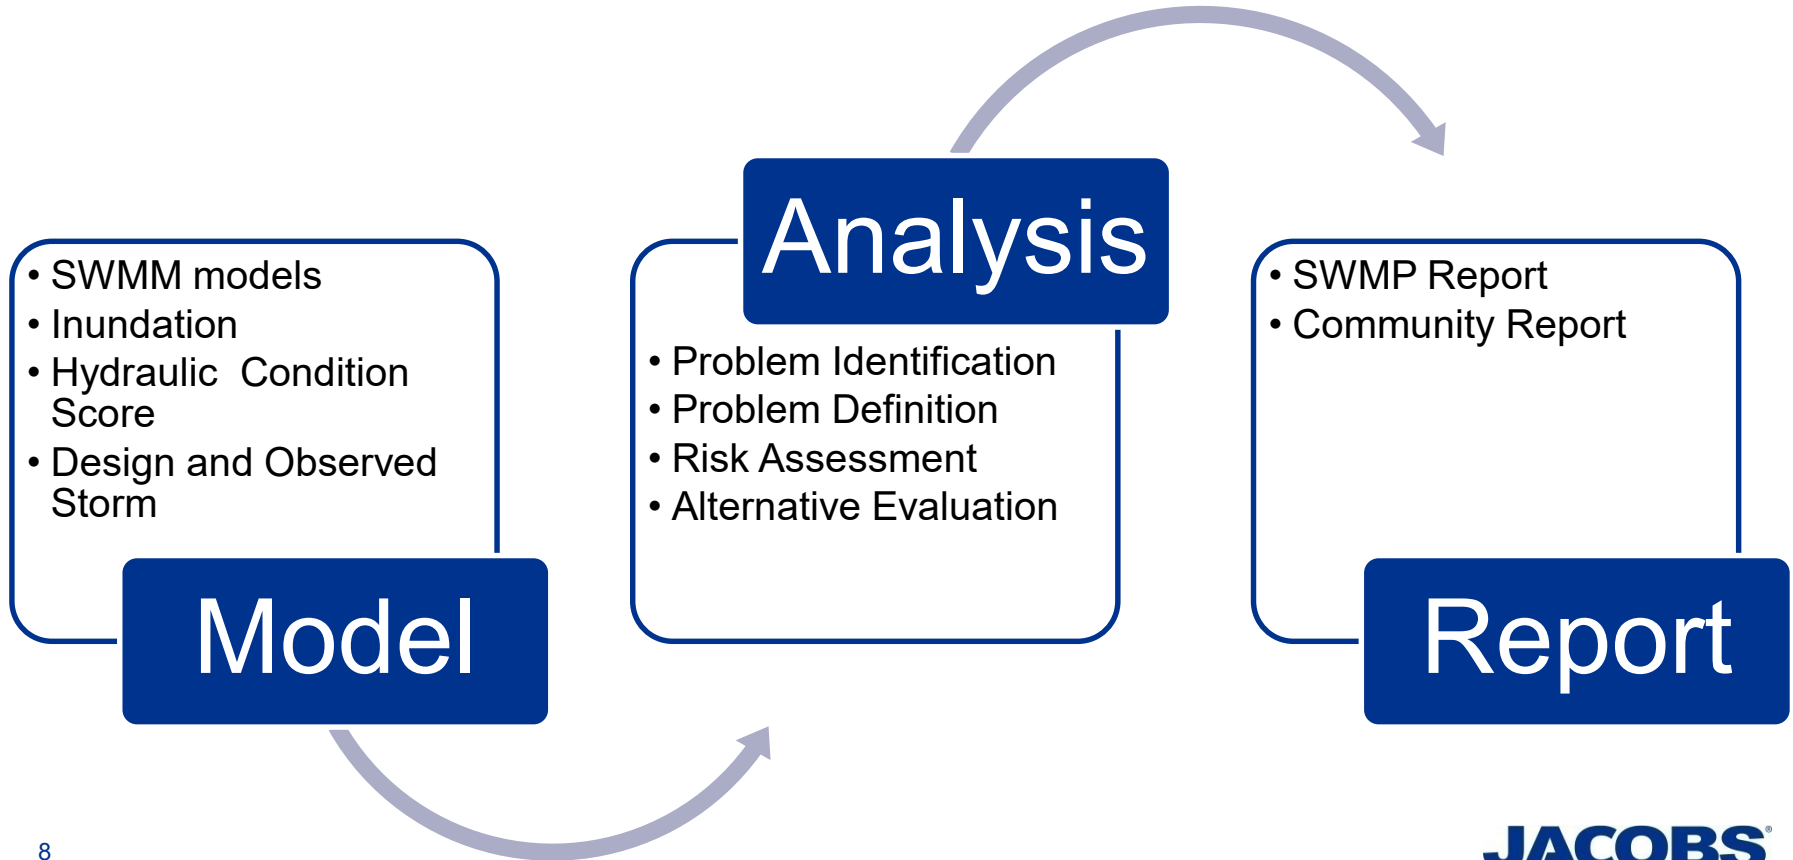 • SWMM models
• Inundation
• Hydraulic Condition
Score
• Design and Observed
Storm
Model
Analysis
• Problem Identification
• Problem Definition
• Risk Assessment
• Alternative Evaluation
• SWMP Report
• Community Report
Report
8
JACOBS®